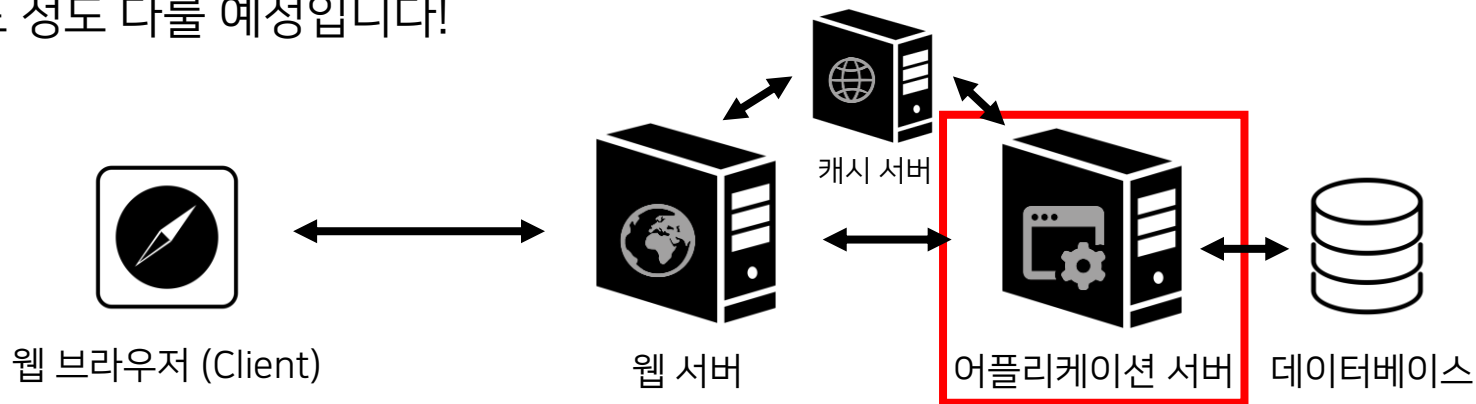 정도 다룰 예정입니다!
캐시 서버
웹 브라우저 (Client)
웹 서버
어플리케이션 서버
데이터베이스